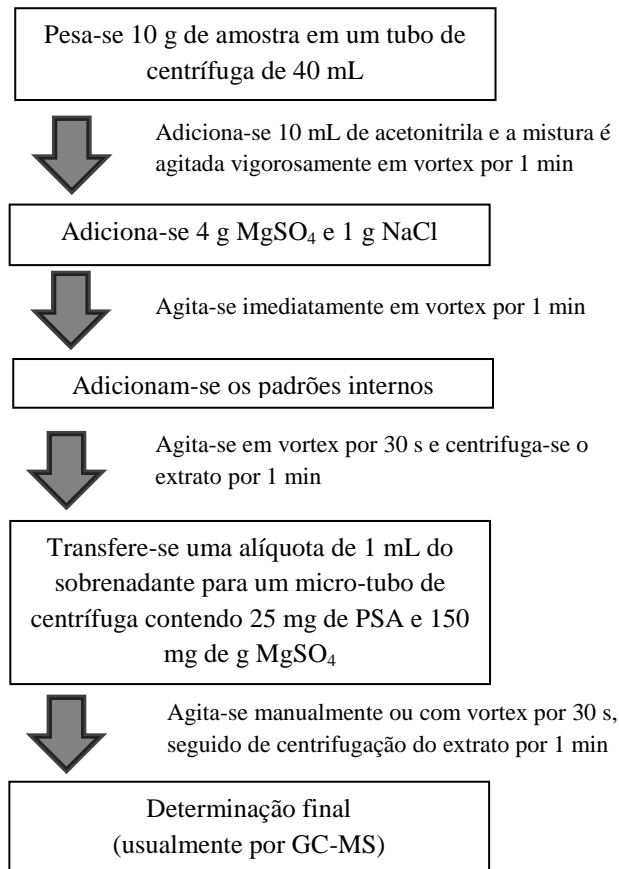 Pesa-se 10 g de amostra em um tubo de
centrífuga de 40 mL
Adiciona-se 10 mL de acetonitrila e a mistura é
agitada vigorosamente em vortex por 1 min
Adiciona-se 4 g MgSO₄ e 1 g NaCl
Agita-se imediatamente em vortex por 1 min
Adicionam-se os padrões internos
Agita-se em vortex por 30 s e centrifuga-se o
extrato por 1 min
Transfere-se uma alíquota de 1 mL do
sobrenadante para um micro-tubo de
centrífuga contendo 25 mg de PSA e 150
mg de g MgSO₄
Agita-se manualmente ou com vortex por 30 s,
seguido de centrifugação do extrato por 1 min
Determinação final
(usualmente por GC-MS)